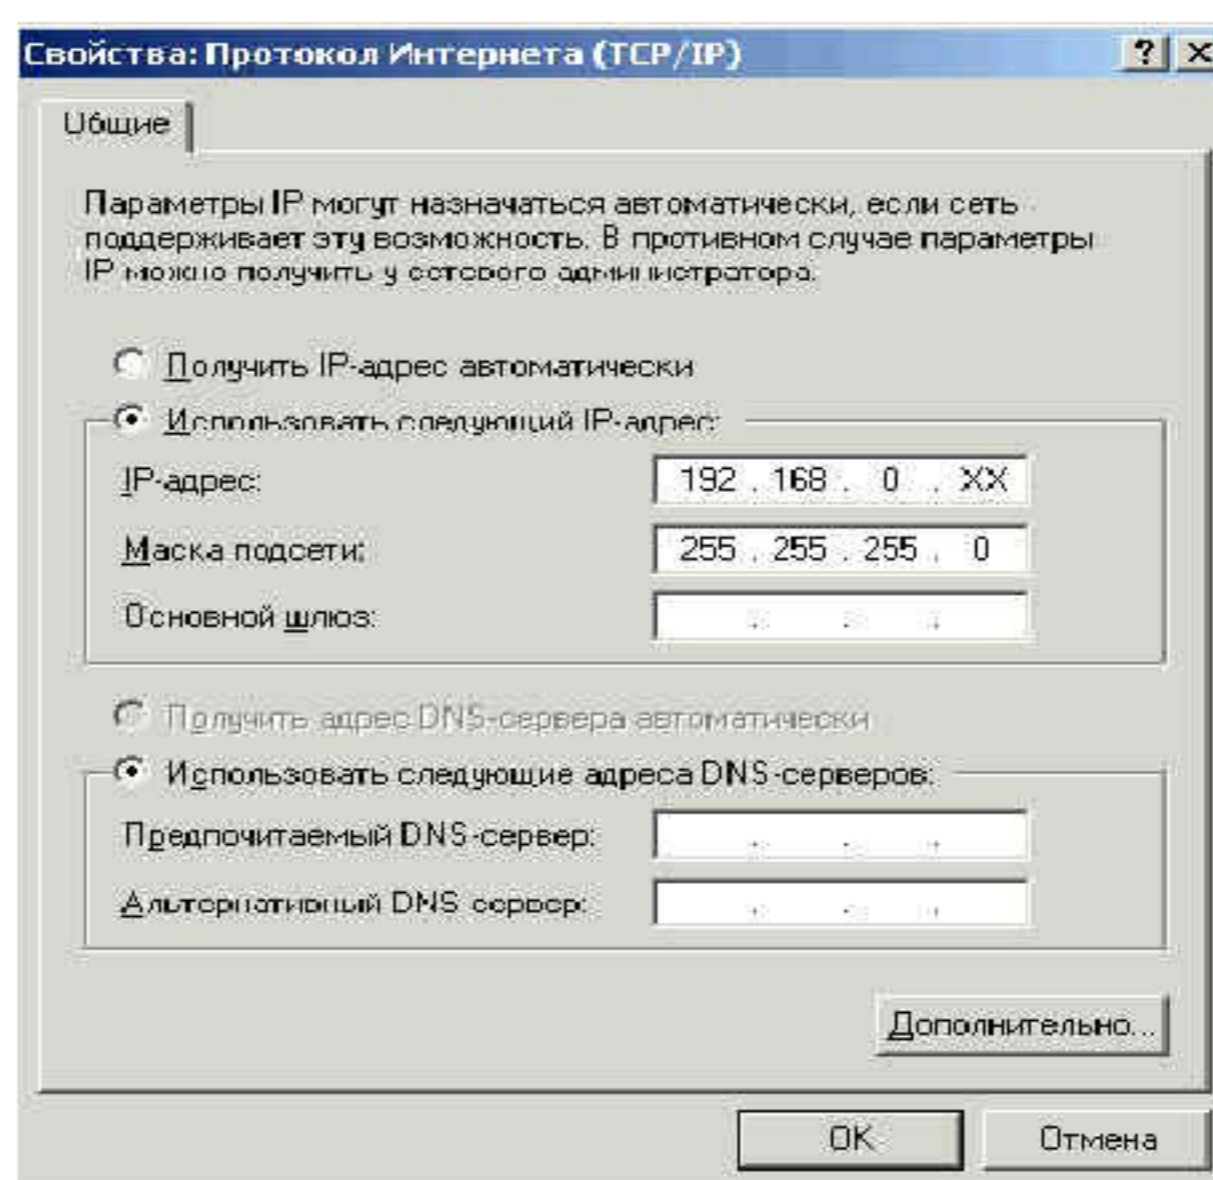 Свойства: Протокол Интернета (TCP/IP)
Общие
Параметры IP могут назначаться автоматически, если сеть
поддерживает эту возможность. В противном случае параметры
IP можно получить у сетевого администратора.
Получить IP-адрес автоматически
Использовать следующий IP-адрес:
IP-адрес: 192 . 168 . 0 . XX
Маска подсети: 255 . 255 . 255 . 0
Основной шлюз: . . .
Получить адрес DNS-сервера автоматически
Использовать следующие адреса DNS-серверов:
Предпочитаемый DNS-сервер: . . .
Альтернативный DNS-сервер: . . .
Дополнительно...
OK Отмена